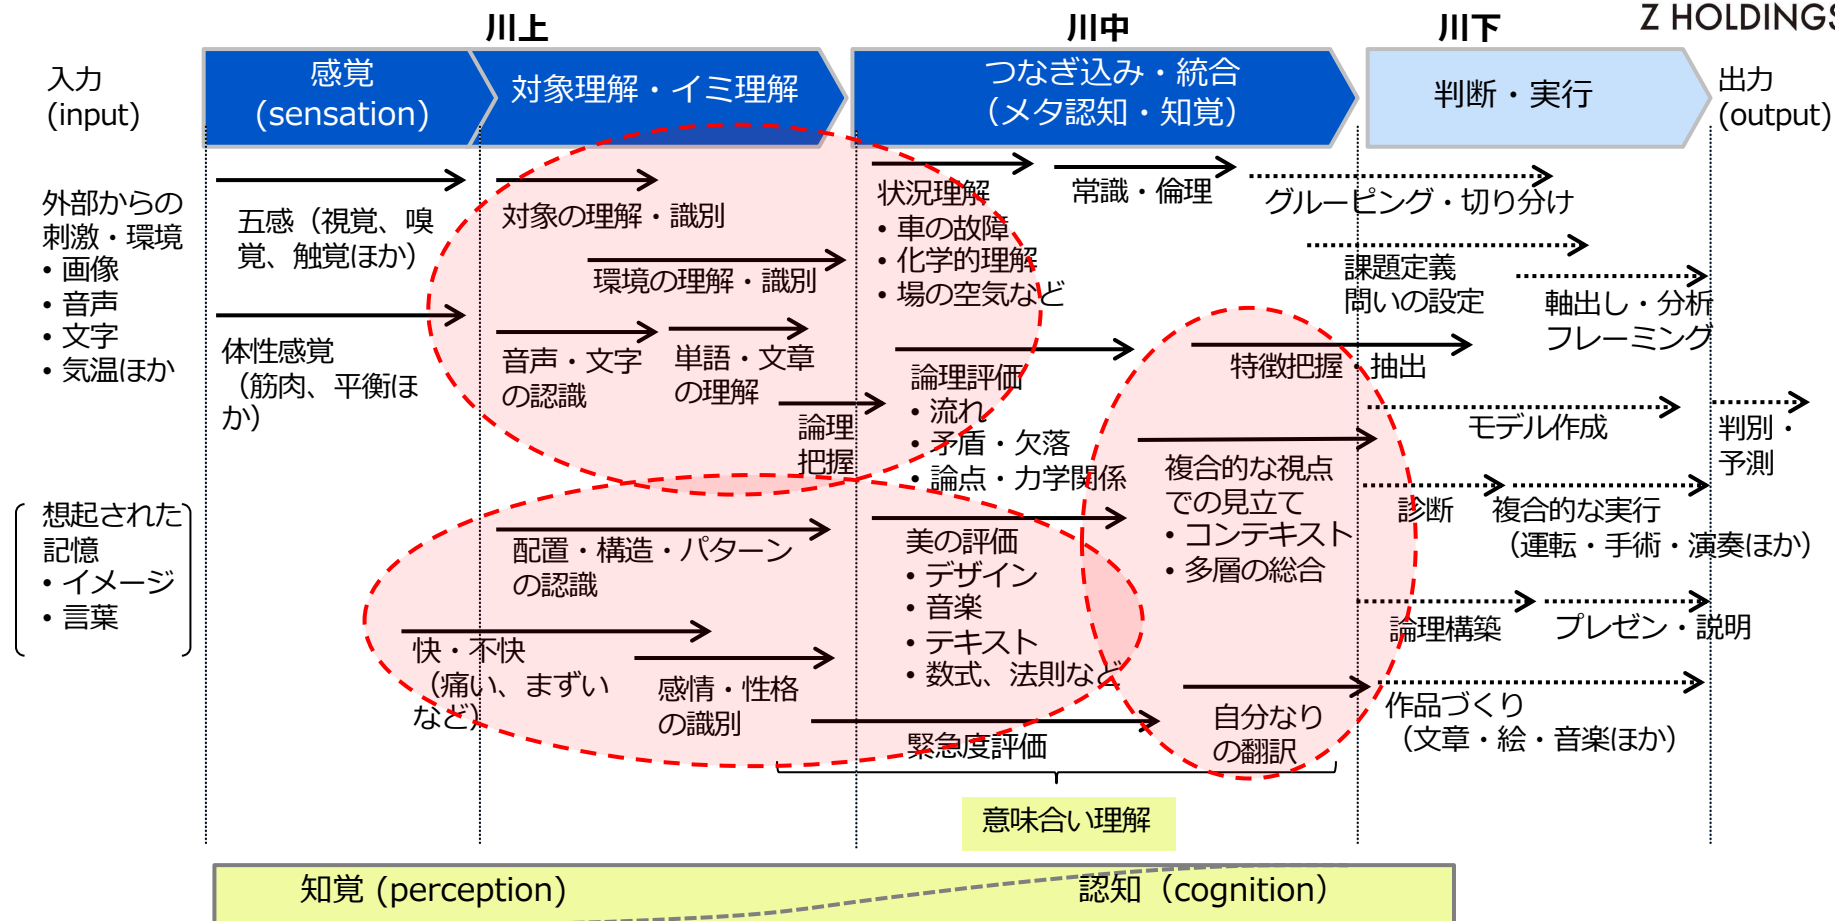 川上
川中
川下
Z HOLDINGS
入力
(input)
感覚
(sensation)
対象理解・イミ理解
つなぎ込み・統合
（メタ認知・知覚）
判断・実行
出力
(output)
外部からの
刺激・環境
• 画像
• 音声
• 文字
• 気温ほか
想起された
記憶
• イメージ
• 言葉
五感（視覚、嗅
覚、触覚ほか）
体性感覚
（筋肉、平衡ほ
か）
対象の理解・識別
環境の理解・識別
音声・文字
の認識
単語・文章
の理解
論理
把握
配置・構造・パターン
の認識
快・不快
（痛い、まずい
など）
感情・性格
の識別
状況理解
• 車の故障
• 化学的理解
• 場の空気など
常識・倫理
論理評価
• 流れ
• 矛盾・欠落
• 論点・力学関係
美の評価
• デザイン
• 音楽
• テキスト
• 数式、法則など
緊急度評価
特徴把握・抽出
複合的な視点
での見立て
• コンテキスト
• 多層の総合
自分なり
の翻訳
グルーピング・切り分け
課題定義
問いの設定
軸出し・分析
フレーミング
モデル作成
判別・
予測
診断
複合的な実行
（運転・手術・演奏ほか）
論理構築
プレゼン・説明
作品づくり
（文章・絵・音楽ほか）
意味合い理解
知覚 (perception)
認知（cognition）